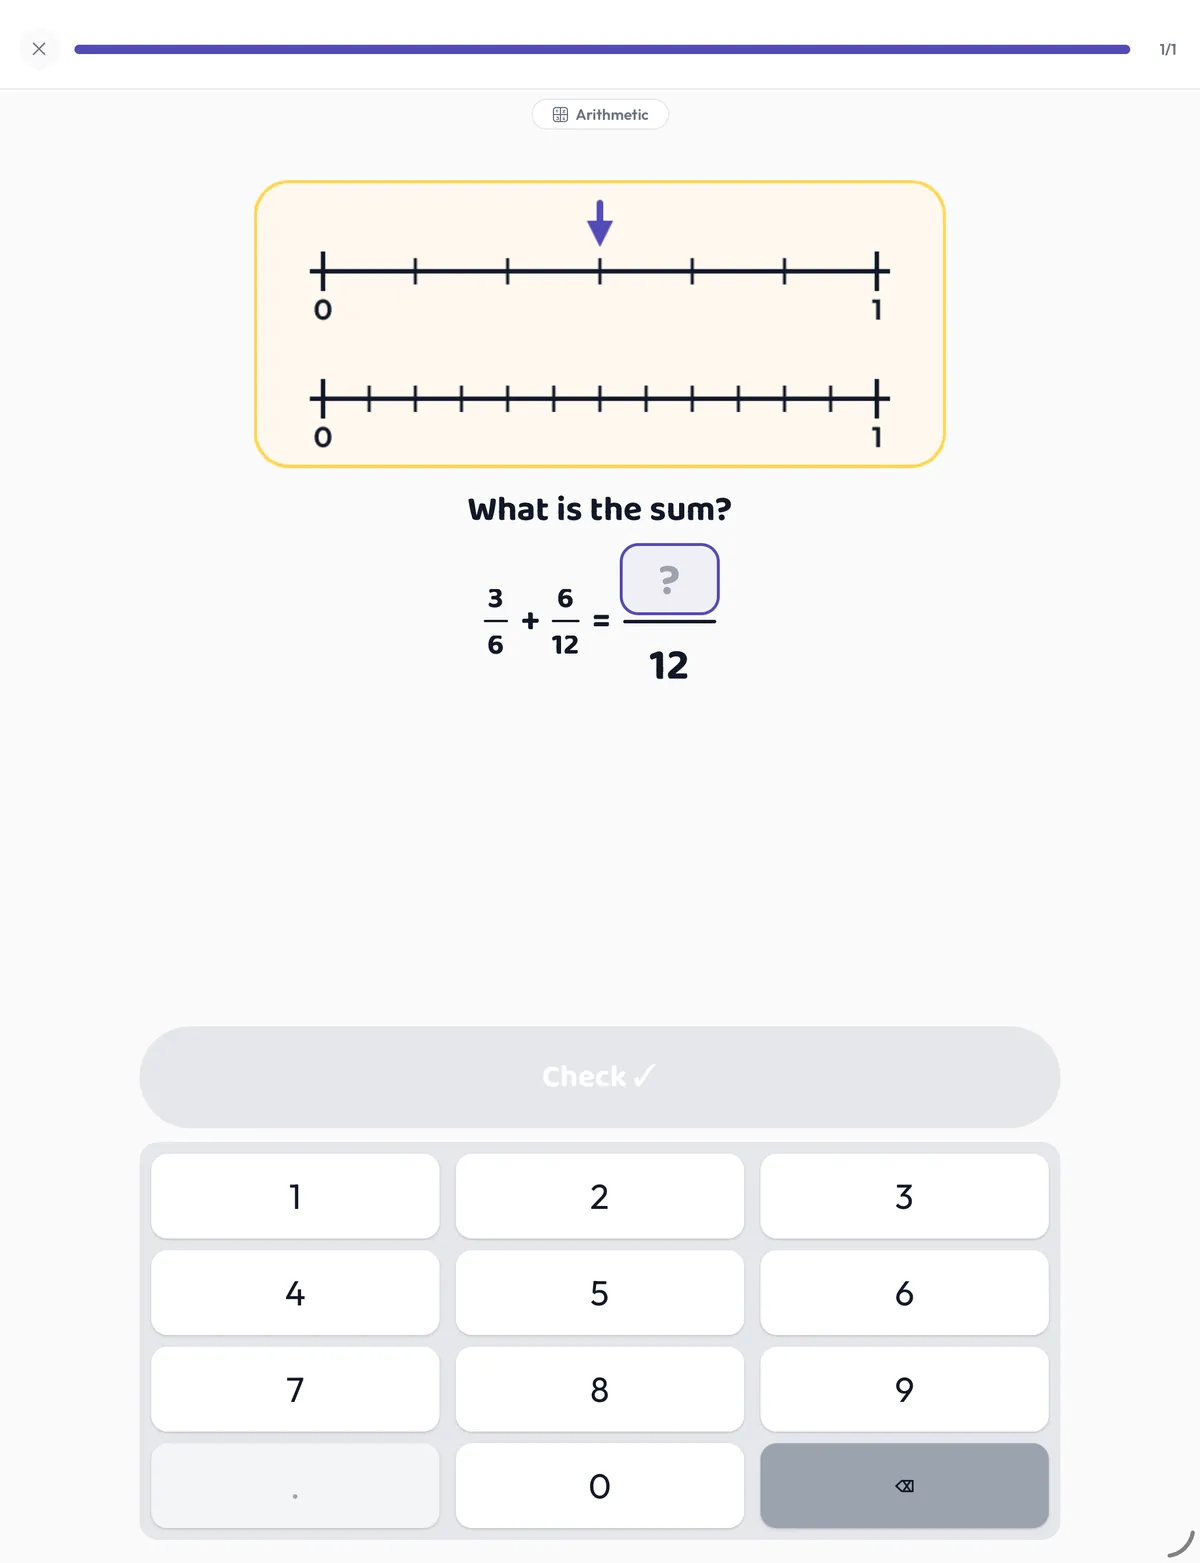 1/1
Arithmetic
0 1
0 1
What is the sum?
3/6 + 6/12 = ?/12
Check ✓
1 2 3
4 5 6
7 8 9
. 0 ⌫